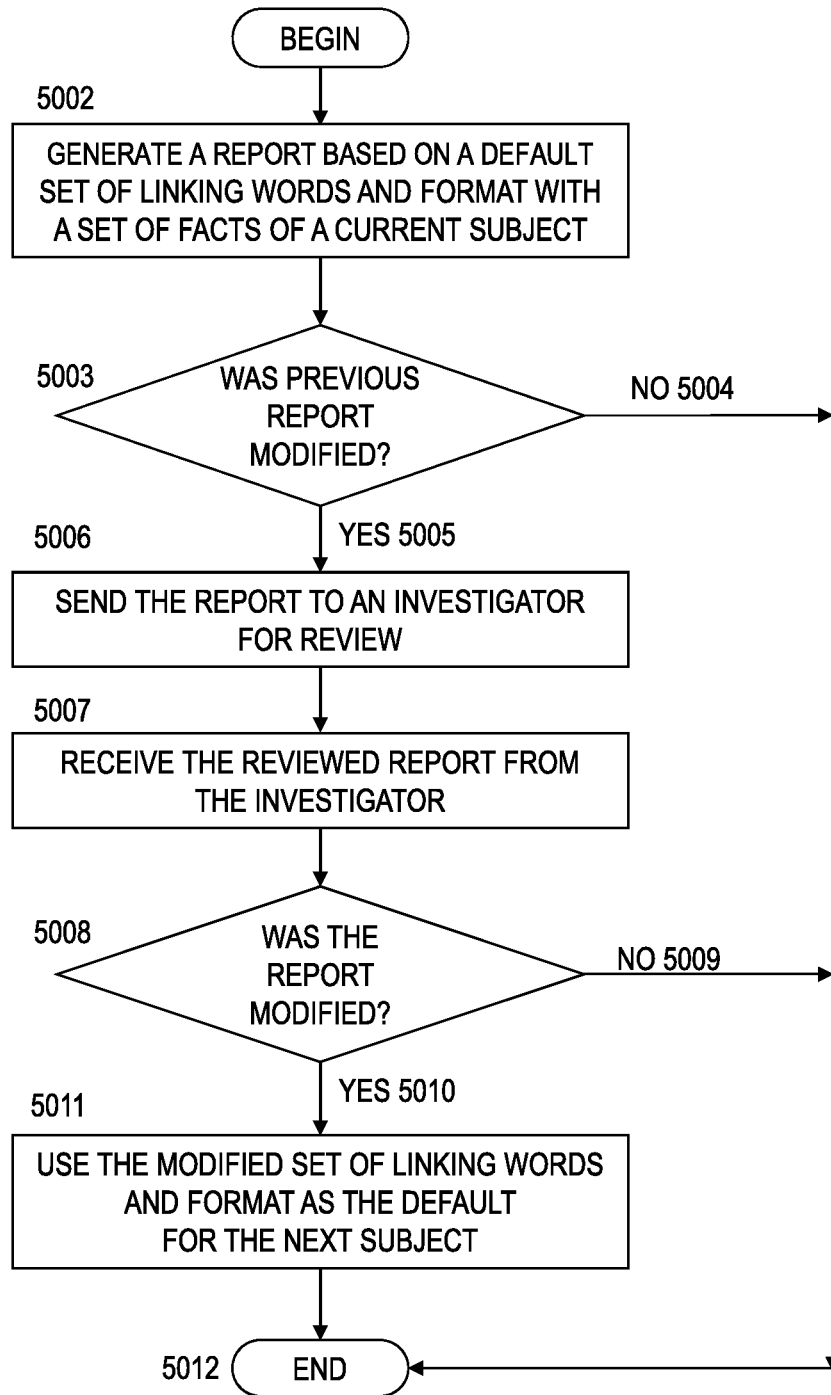 BEGIN
5002
GENERATE A REPORT BASED ON A DEFAULT
SET OF LINKING WORDS AND FORMAT WITH
A SET OF FACTS OF A CURRENT SUBJECT
5003
WAS PREVIOUS
REPORT
MODIFIED?
NO 5004
YES 5005
5006
SEND THE REPORT TO AN INVESTIGATOR
FOR REVIEW
5007
RECEIVE THE REVIEWED REPORT FROM
THE INVESTIGATOR
5008
WAS THE
REPORT
MODIFIED?
NO 5009
YES 5010
5011
USE THE MODIFIED SET OF LINKING WORDS
AND FORMAT AS THE DEFAULT
FOR THE NEXT SUBJECT
5012
END